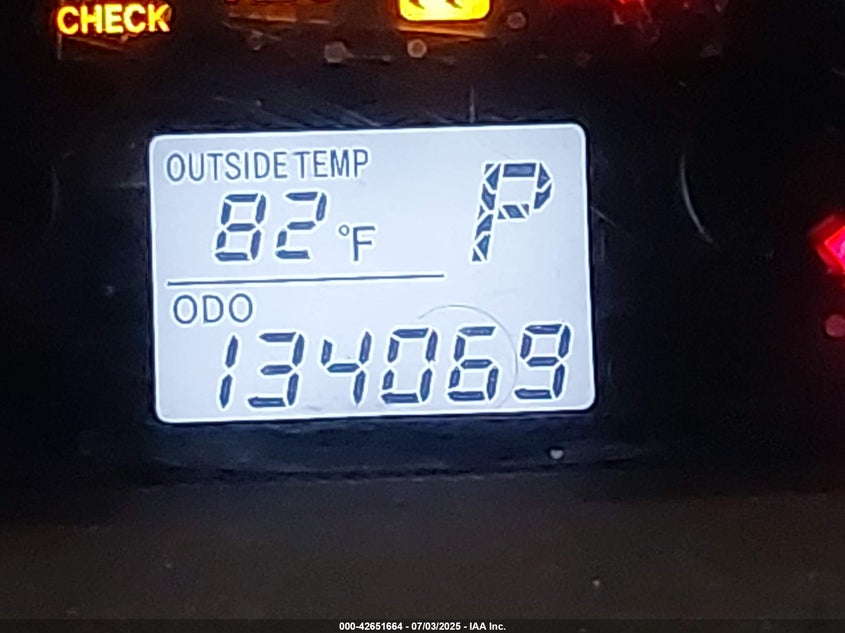 CHECK
OUTSIDE TEMP
82 °F
P
ODO
134069
000-42651664 - 07/03/2025 - IAA Inc.